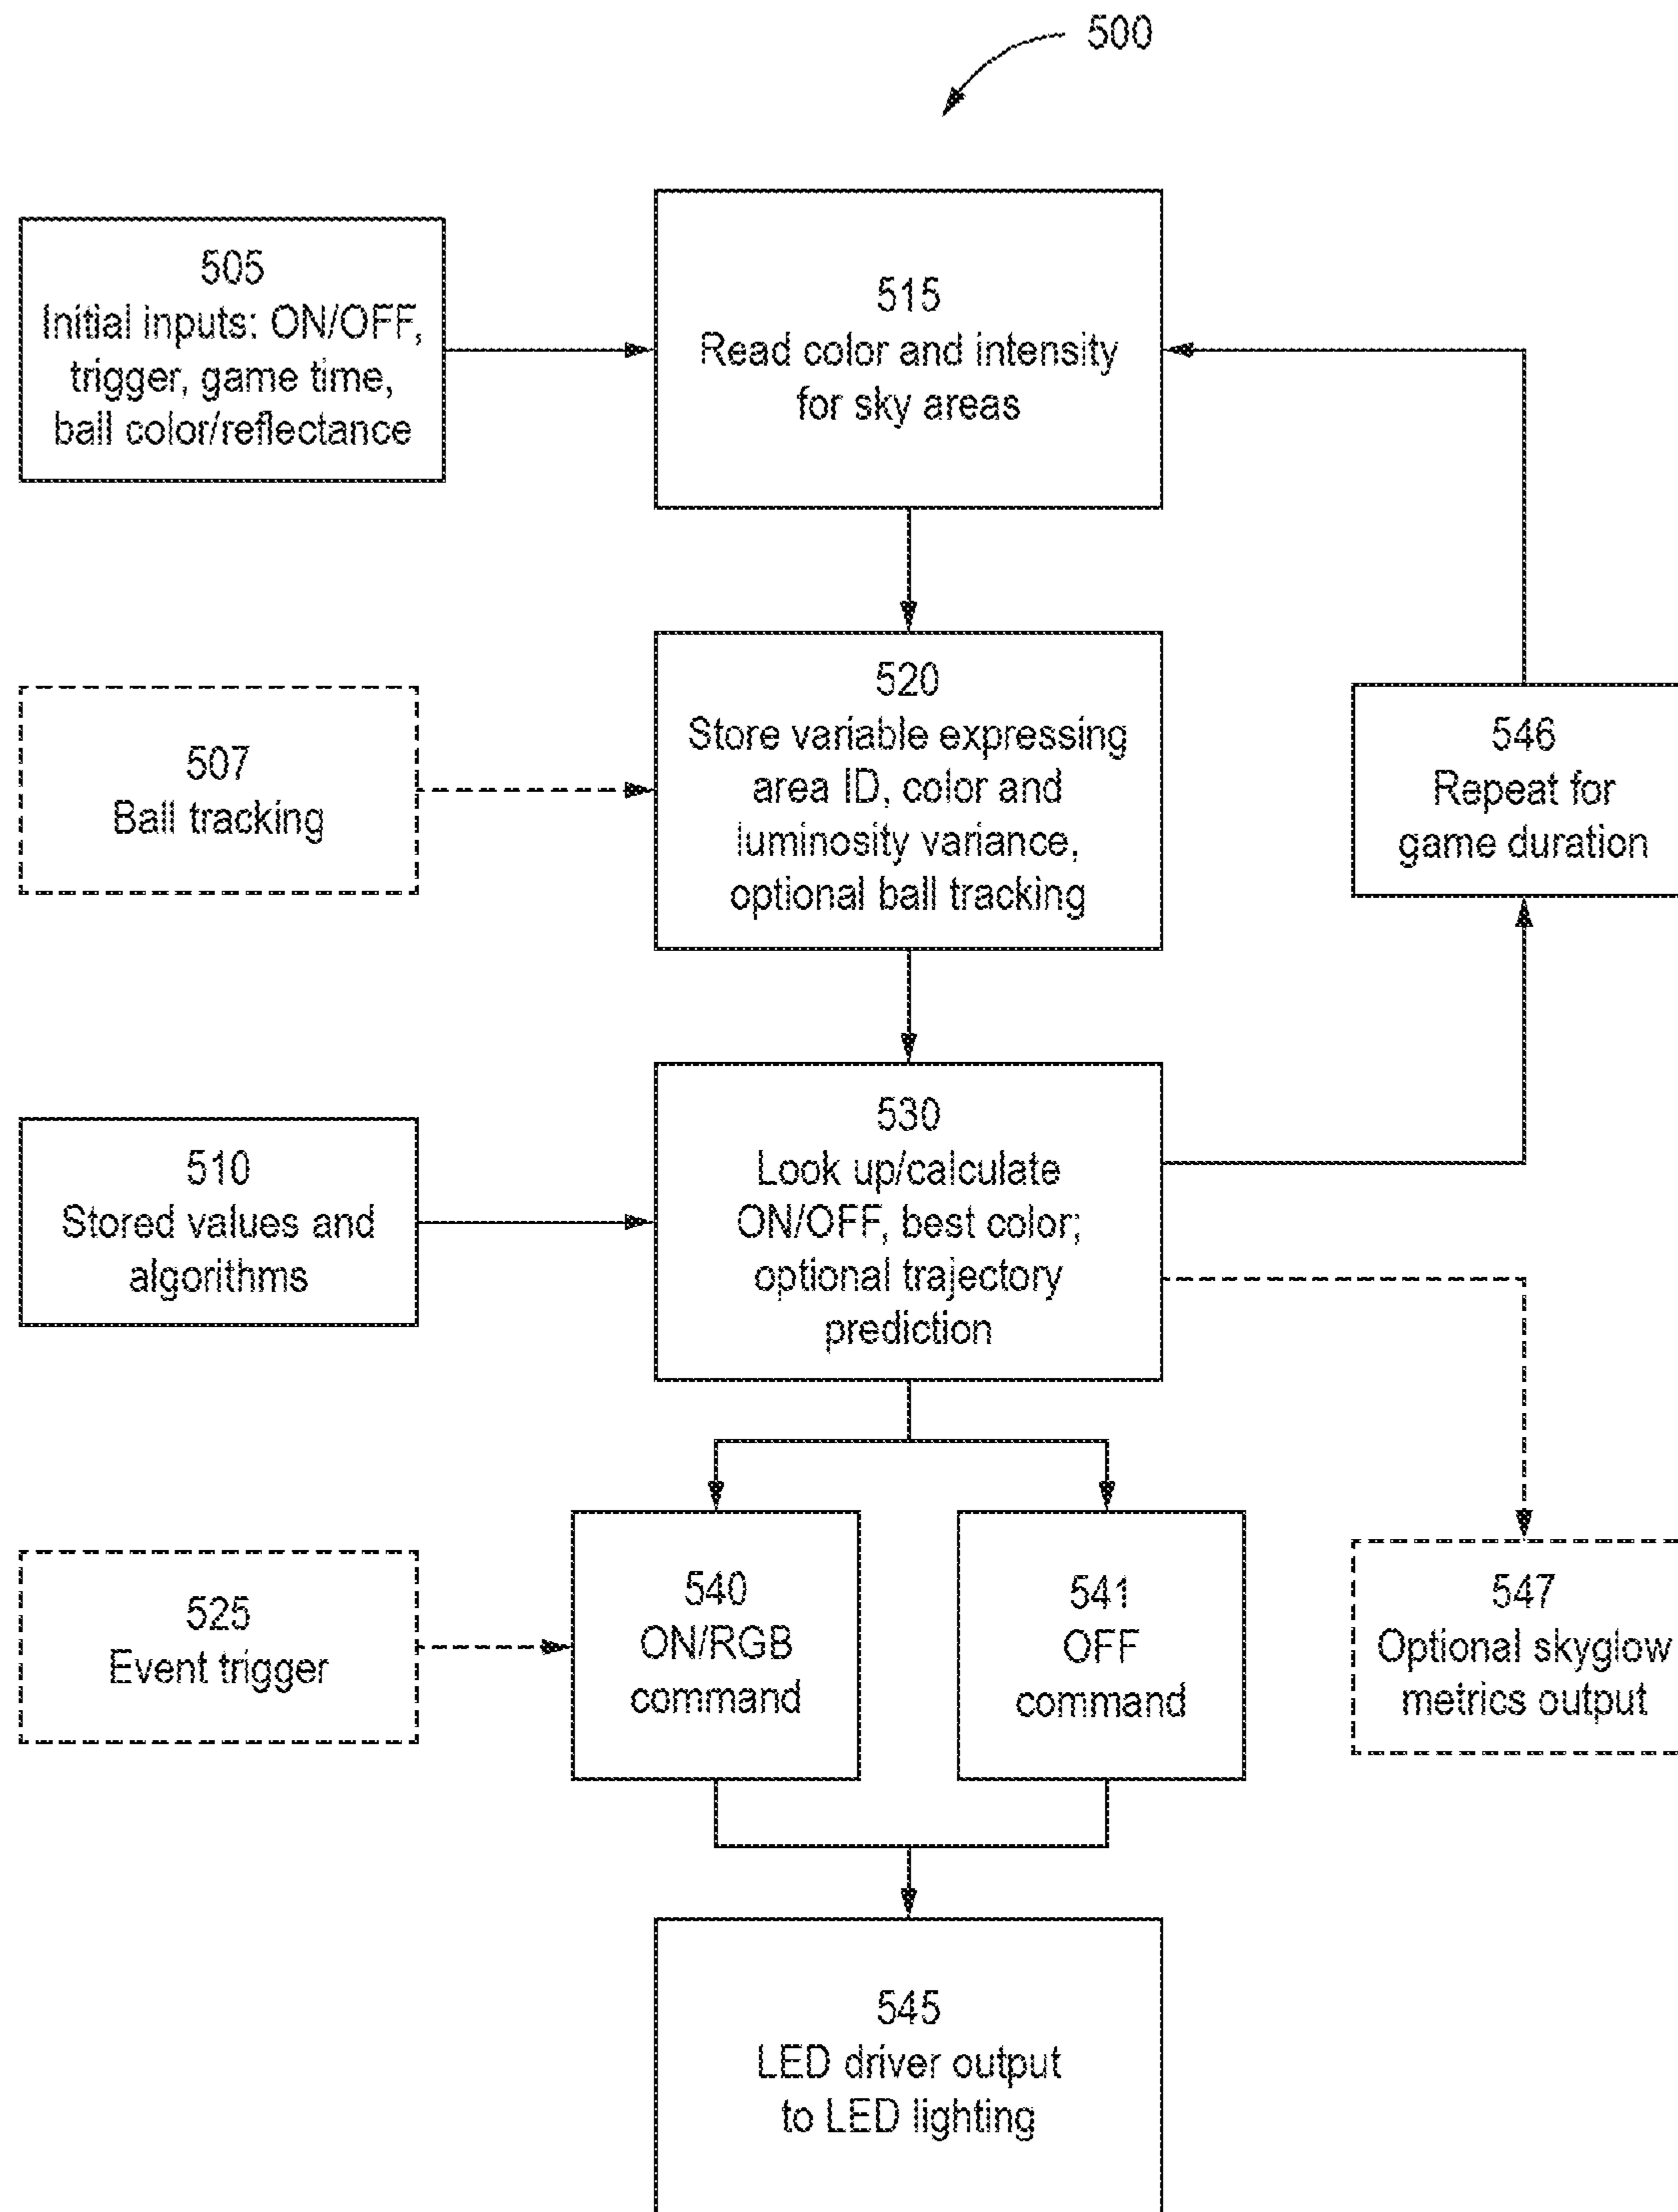 500
505
Initial inputs: ON/OFF,
trigger, game time,
ball color/reflectance
515
Read color and intensity
for sky areas
507
Ball tracking
520
Store variable expressing
area ID, color and
luminosity variance,
optional ball tracking
546
Repeat for
game duration
510
Stored values and
algorithms
530
Look up/calculate
ON/OFF, best color;
optional trajectory
prediction
525
Event trigger
540
ON/RGB
command
541
OFF
command
547
Optional skyglow
metrics output
545
LED driver output
to LED lighting